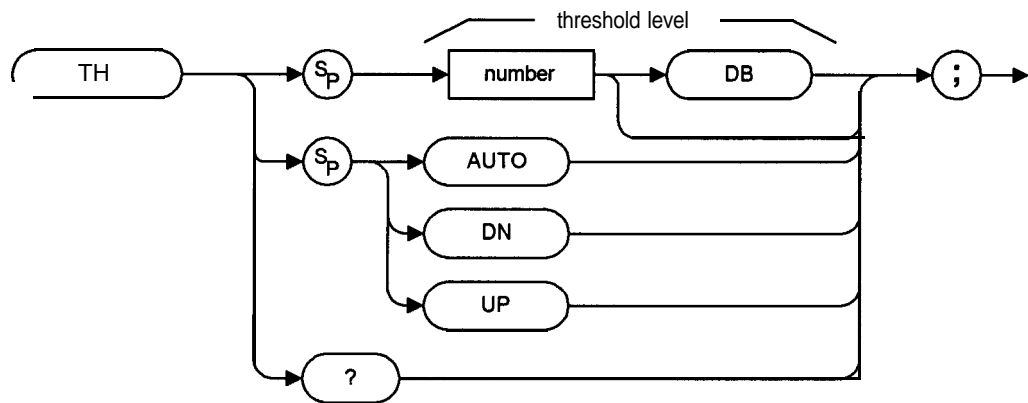 threshold level
TH
SP
number
DB
;
SP
AUTO
DN
UP
?